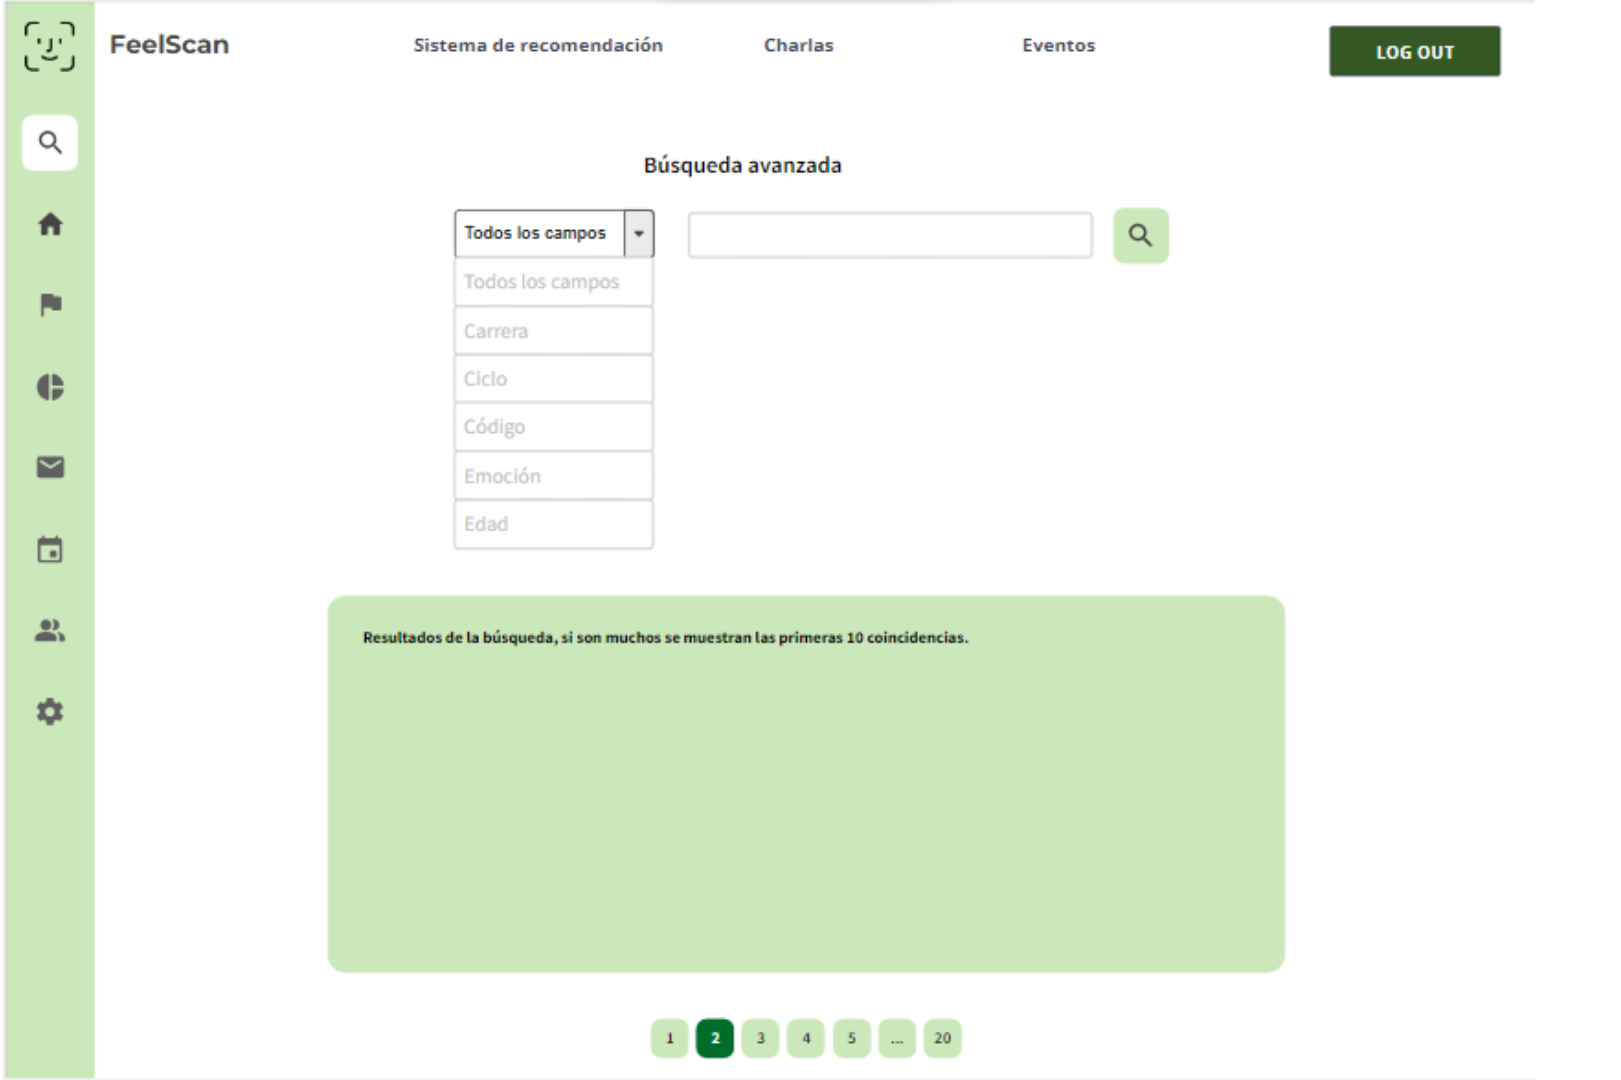 FeelScan
Sistema de recomendación
Charlas
Eventos
LOG OUT
Búsqueda avanzada
Todos los campos
Todos los campos
Carrera
Ciclo
Código
Emoción
Edad
Resultados de la búsqueda, si son muchos se muestran las primeras 10 coincidencias.
1 2 3 4 5 ... 20